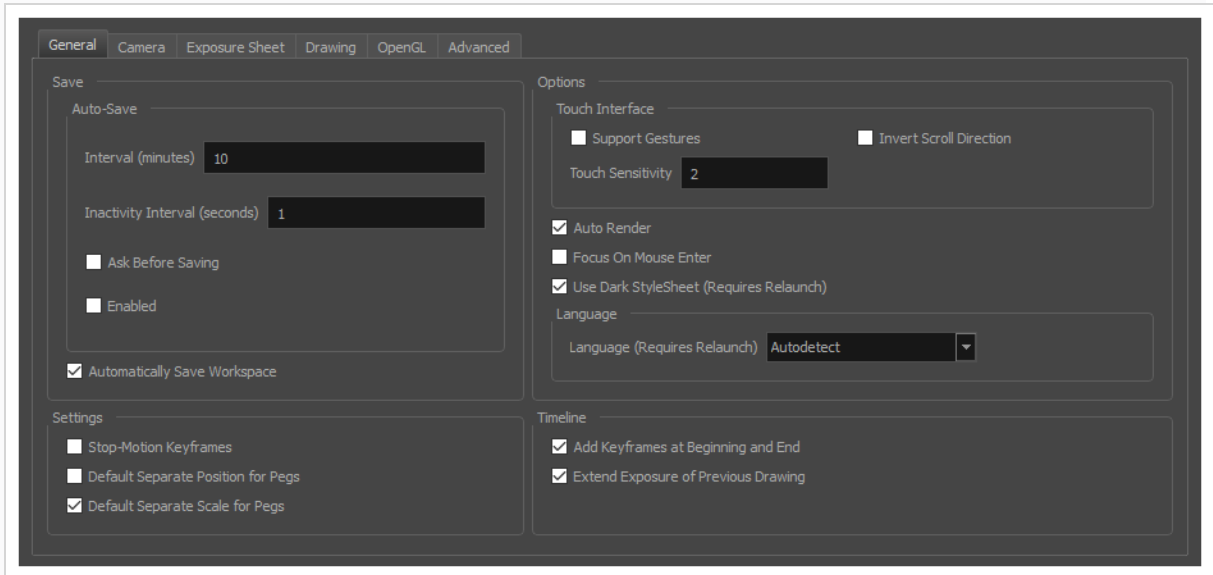 General Camera Exposure Sheet Drawing OpenGL Advanced
Save
Auto-Save
Interval (minutes) 10
Inactivity Interval (seconds) 1
Ask Before Saving
Enabled
Automatically Save Workspace
Options
Touch Interface
Support Gestures Invert Scroll Direction
Touch Sensitivity 2
Auto Render
Focus On Mouse Enter
Use Dark StyleSheet (Requires Relaunch)
Language
Language (Requires Relaunch) Autodetect
Settings
Stop-Motion Keyframes
Default Separate Position for Pegs
Default Separate Scale for Pegs
Timeline
Add Keyframes at Beginning and End
Extend Exposure of Previous Drawing